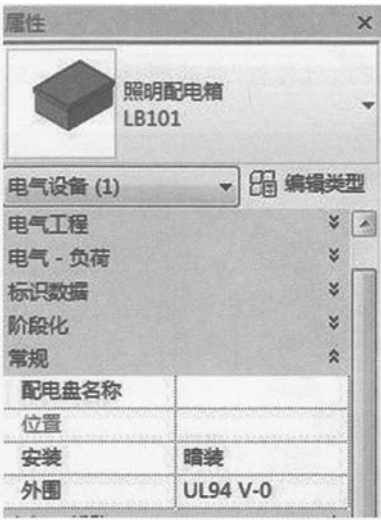 属性
照明配电箱
LB101
电气设备 (1)
编辑类型
电气工程
电气 - 负荷
标识数据
阶段化
常规
配电盘名称
位置
安装 暗装
外围 UL94 V-0